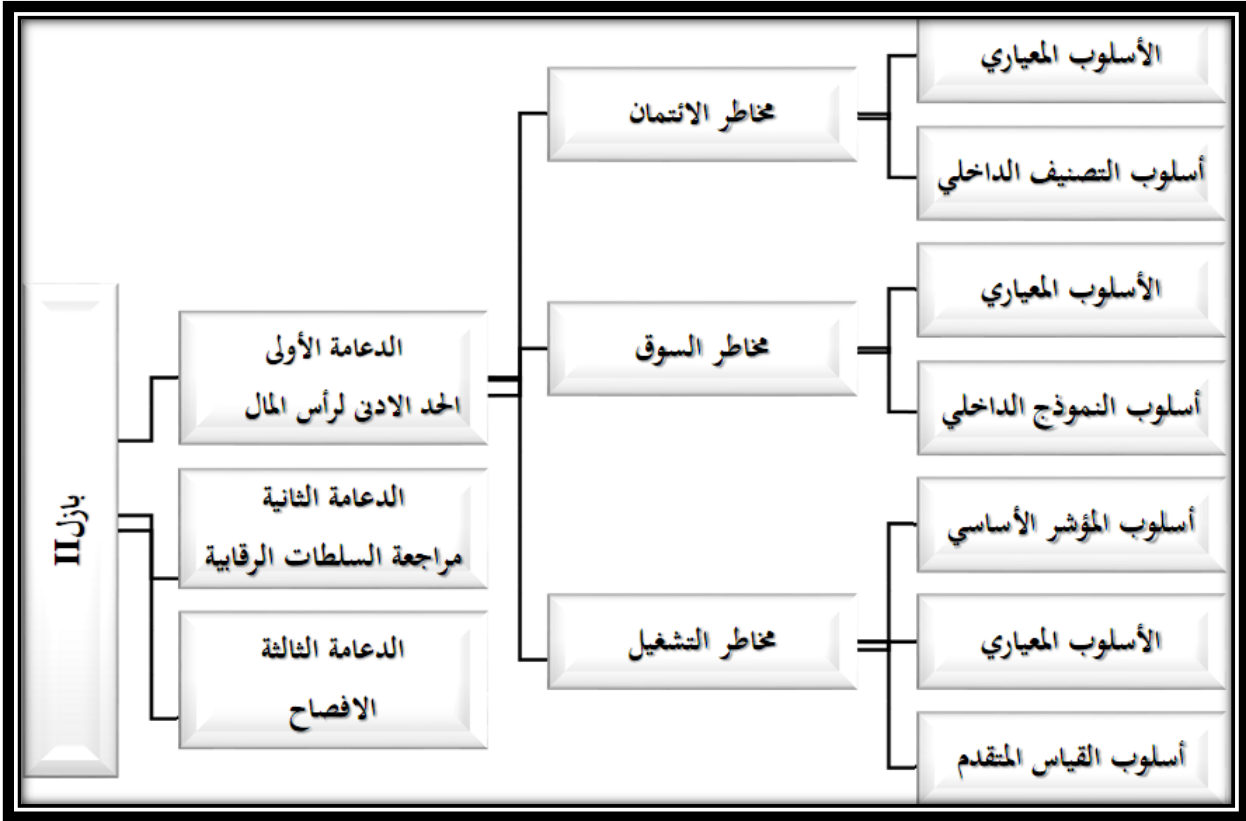 بازل II
الدعامة الأولى
الحد الادنى لرأس المال
الدعامة الثانية
مراجعة السلطات الرقابية
الدعامة الثالثة
الافصاح
مخاطر الائتمان
الأسلوب المعياري
أسلوب التصنيف الداخلي
مخاطر السوق
الأسلوب المعياري
أسلوب النموذج الداخلي
مخاطر التشغيل
أسلوب المؤشر الأساسي
الأسلوب المعياري
أسلوب القياس المتقدم